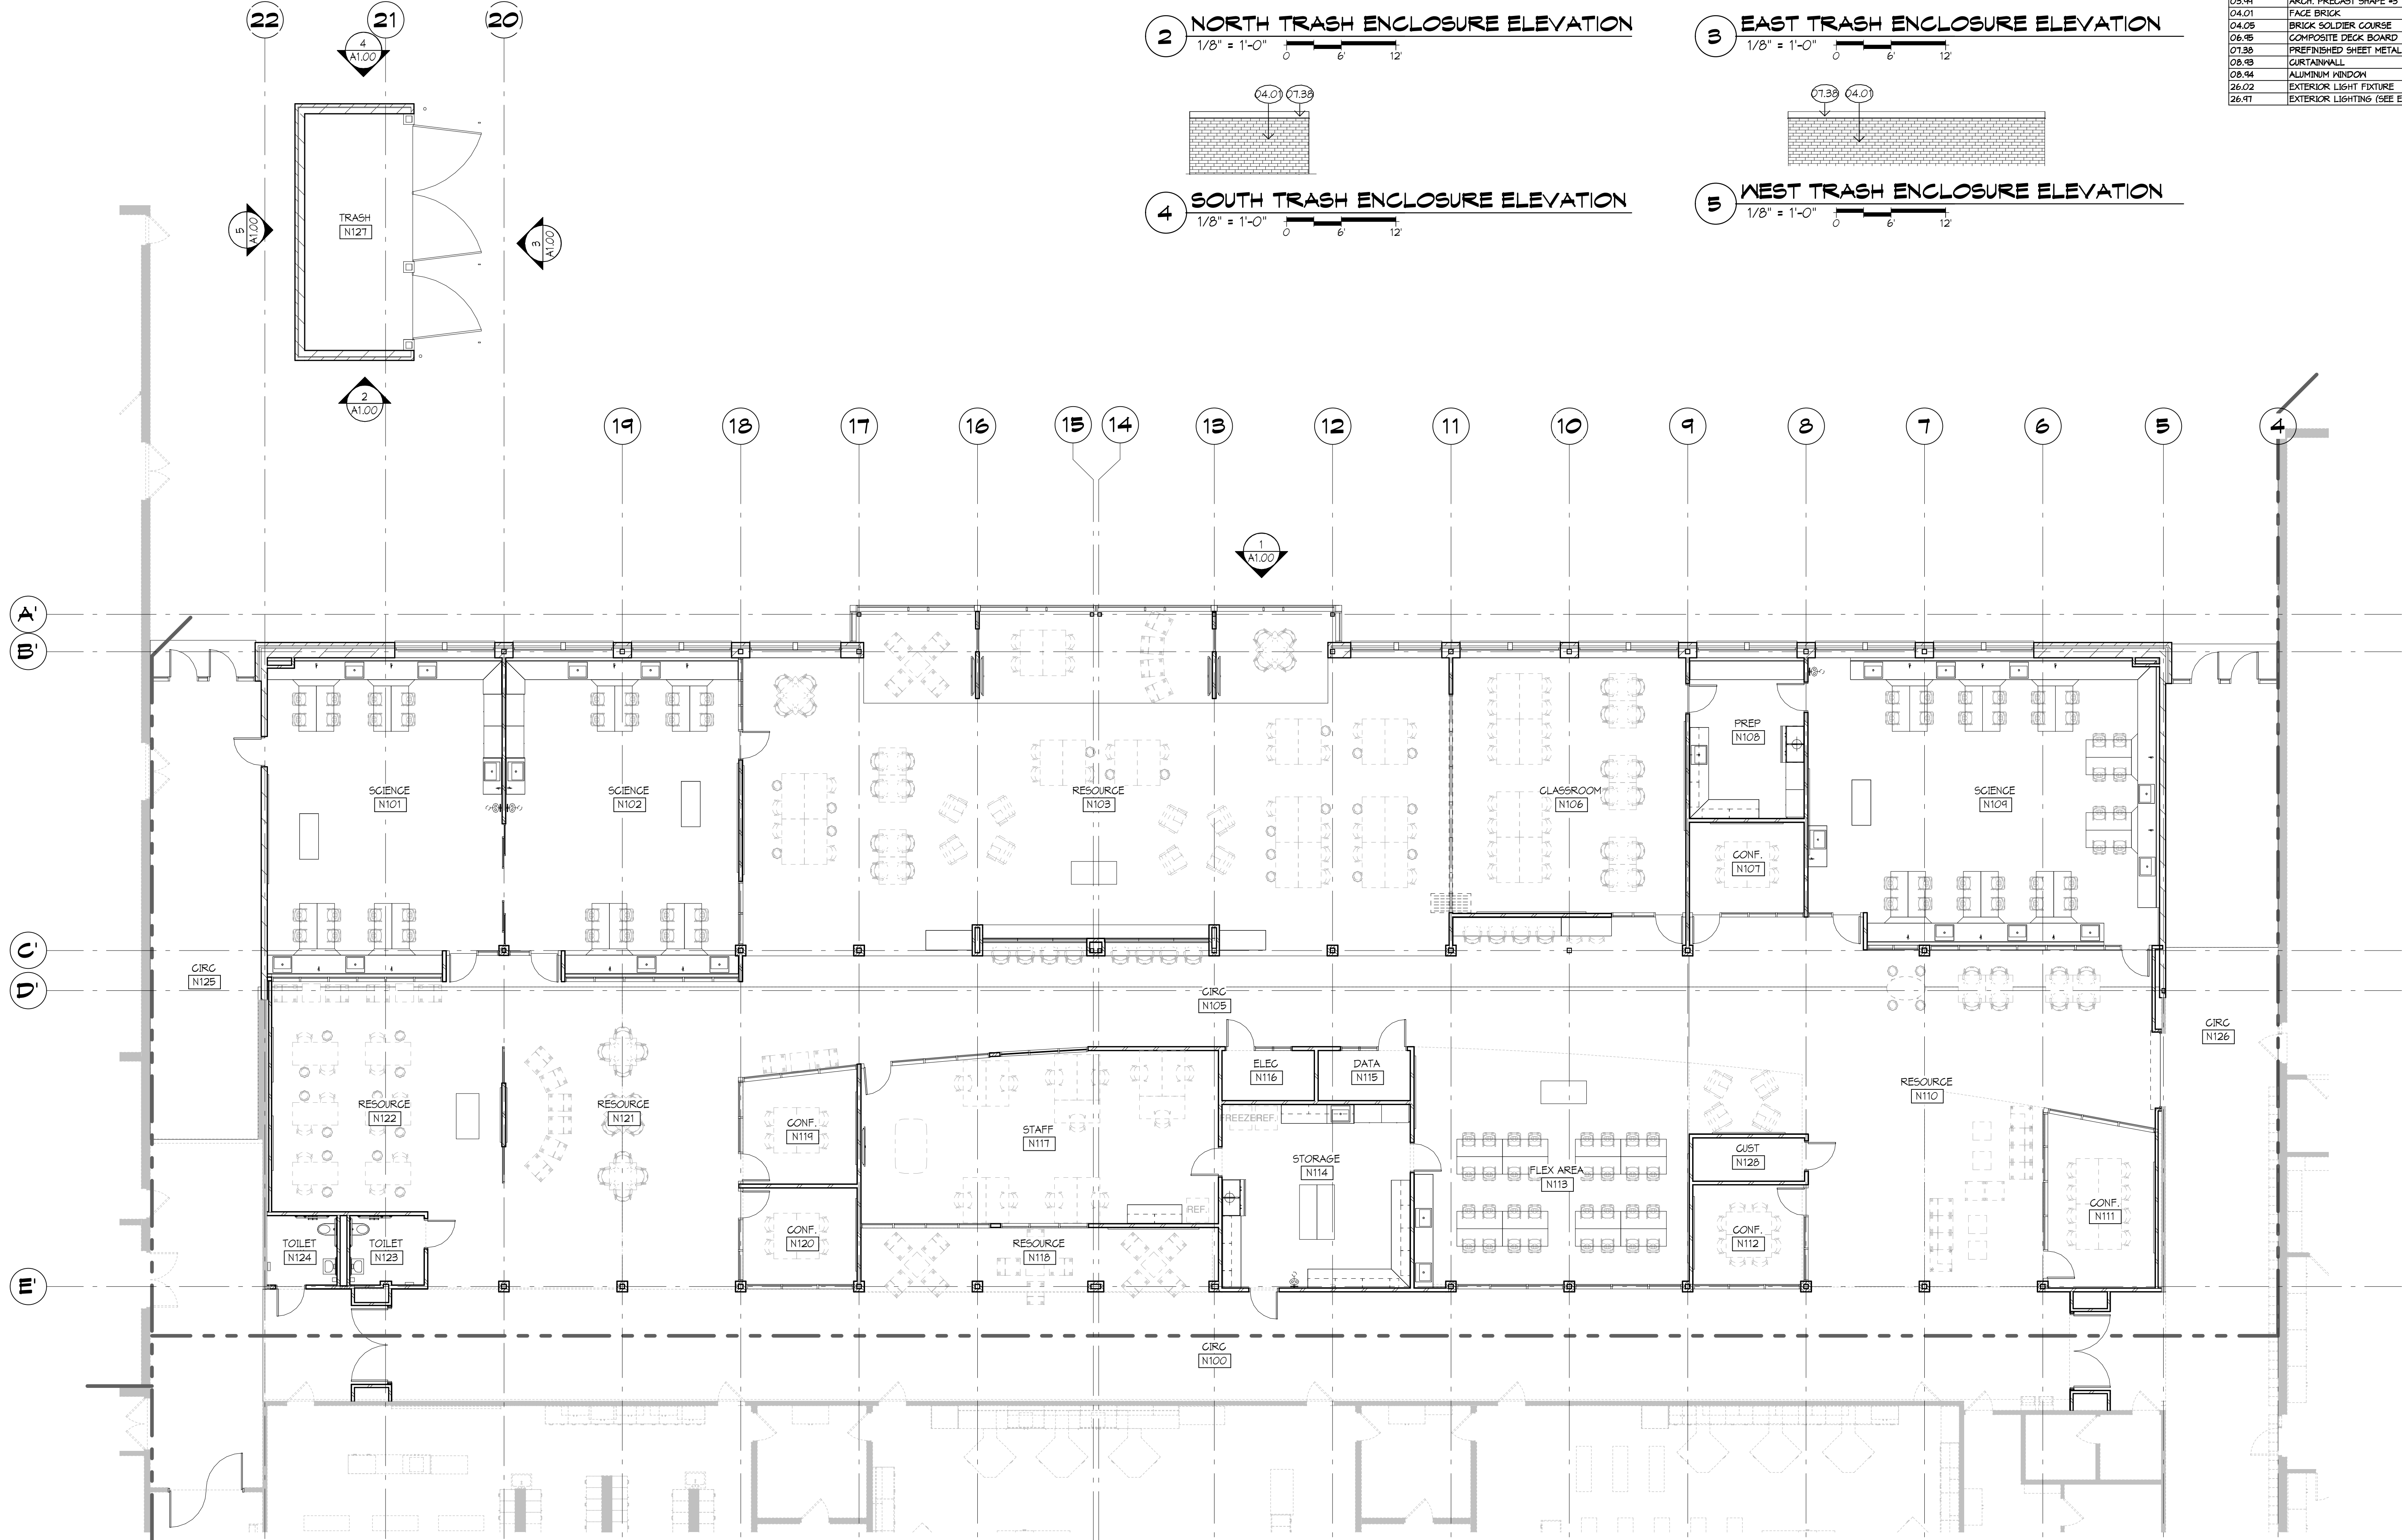 22
21
20
4
A1.00
2 NORTH TRASH ENCLOSURE ELEVATION
1/8" = 1'-0"
0 6' 12'
3 EAST TRASH ENCLOSURE ELEVATION
1/8" = 1'-0"
0 6' 12'
04.01 FACE BRICK
04.05 BRICK SOLDIER COURSE
06.95 COMPOSITE DECK BOARD
07.38 PREFINISHED SHEET METAL
08.93 CURTAINWALL
08.94 ALUMINUM WINDOW
26.02 EXTERIOR LIGHT FIXTURE
26.97 EXTERIOR LIGHTING (SEE E
04.01 07.38
07.38 04.01
4 SOUTH TRASH ENCLOSURE ELEVATION
1/8" = 1'-0"
0 6' 12'
5 WEST TRASH ENCLOSURE ELEVATION
1/8" = 1'-0"
0 6' 12'
TRASH
N127
5
A1.00
3
A1.00
2
A1.00
19 18 17 16 15 14 13 12 11 10 9 8 7 6 5 4
1
A1.00
A'
B'
PREP
N108
SCIENCE
N101
SCIENCE
N102
RESOURCE
N103
CLASSROOM
N106
SCIENCE
N109
CONF.
N107
C'
CIRC
N125
D'
CIRC
N105
CIRC
N126
ELEC
N116
DATA
N115
RESOURCE
N110
RESOURCE
N122
RESOURCE
N121
CONF.
N119
STAFF
N117
FREEZE REF.
STORAGE
N114
FLEX AREA
N113
CUST
N128
CONF.
N111
REF.
TOILET
N124
TOILET
N123
CONF.
N120
RESOURCE
N118
CONF.
N112
E'
CIRC
N100